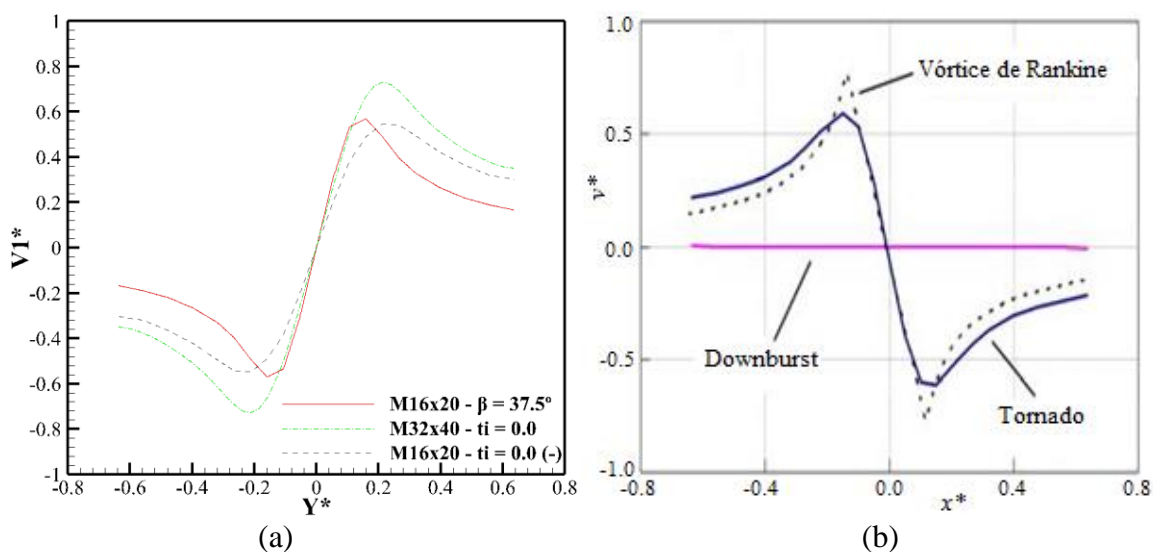 1
0.8
0.6
0.4
0.2
0
-0.2
-0.4
-0.6
-0.8
-1
V1*
-0.8 -0.6 -0.4 -0.2 0 0.2 0.4 0.6 0.8
Y*
M16x20 - β = 37.5º
M32x40 - ti = 0.0
M16x20 - ti = 0.0 (-)
(a)
1.0
0.5
0.0
-0.5
-1.0
v*
Vórtice de Rankine
Downburst
Tornado
-0.8 -0.4 0.0 0.4 0.8
x*
(b)